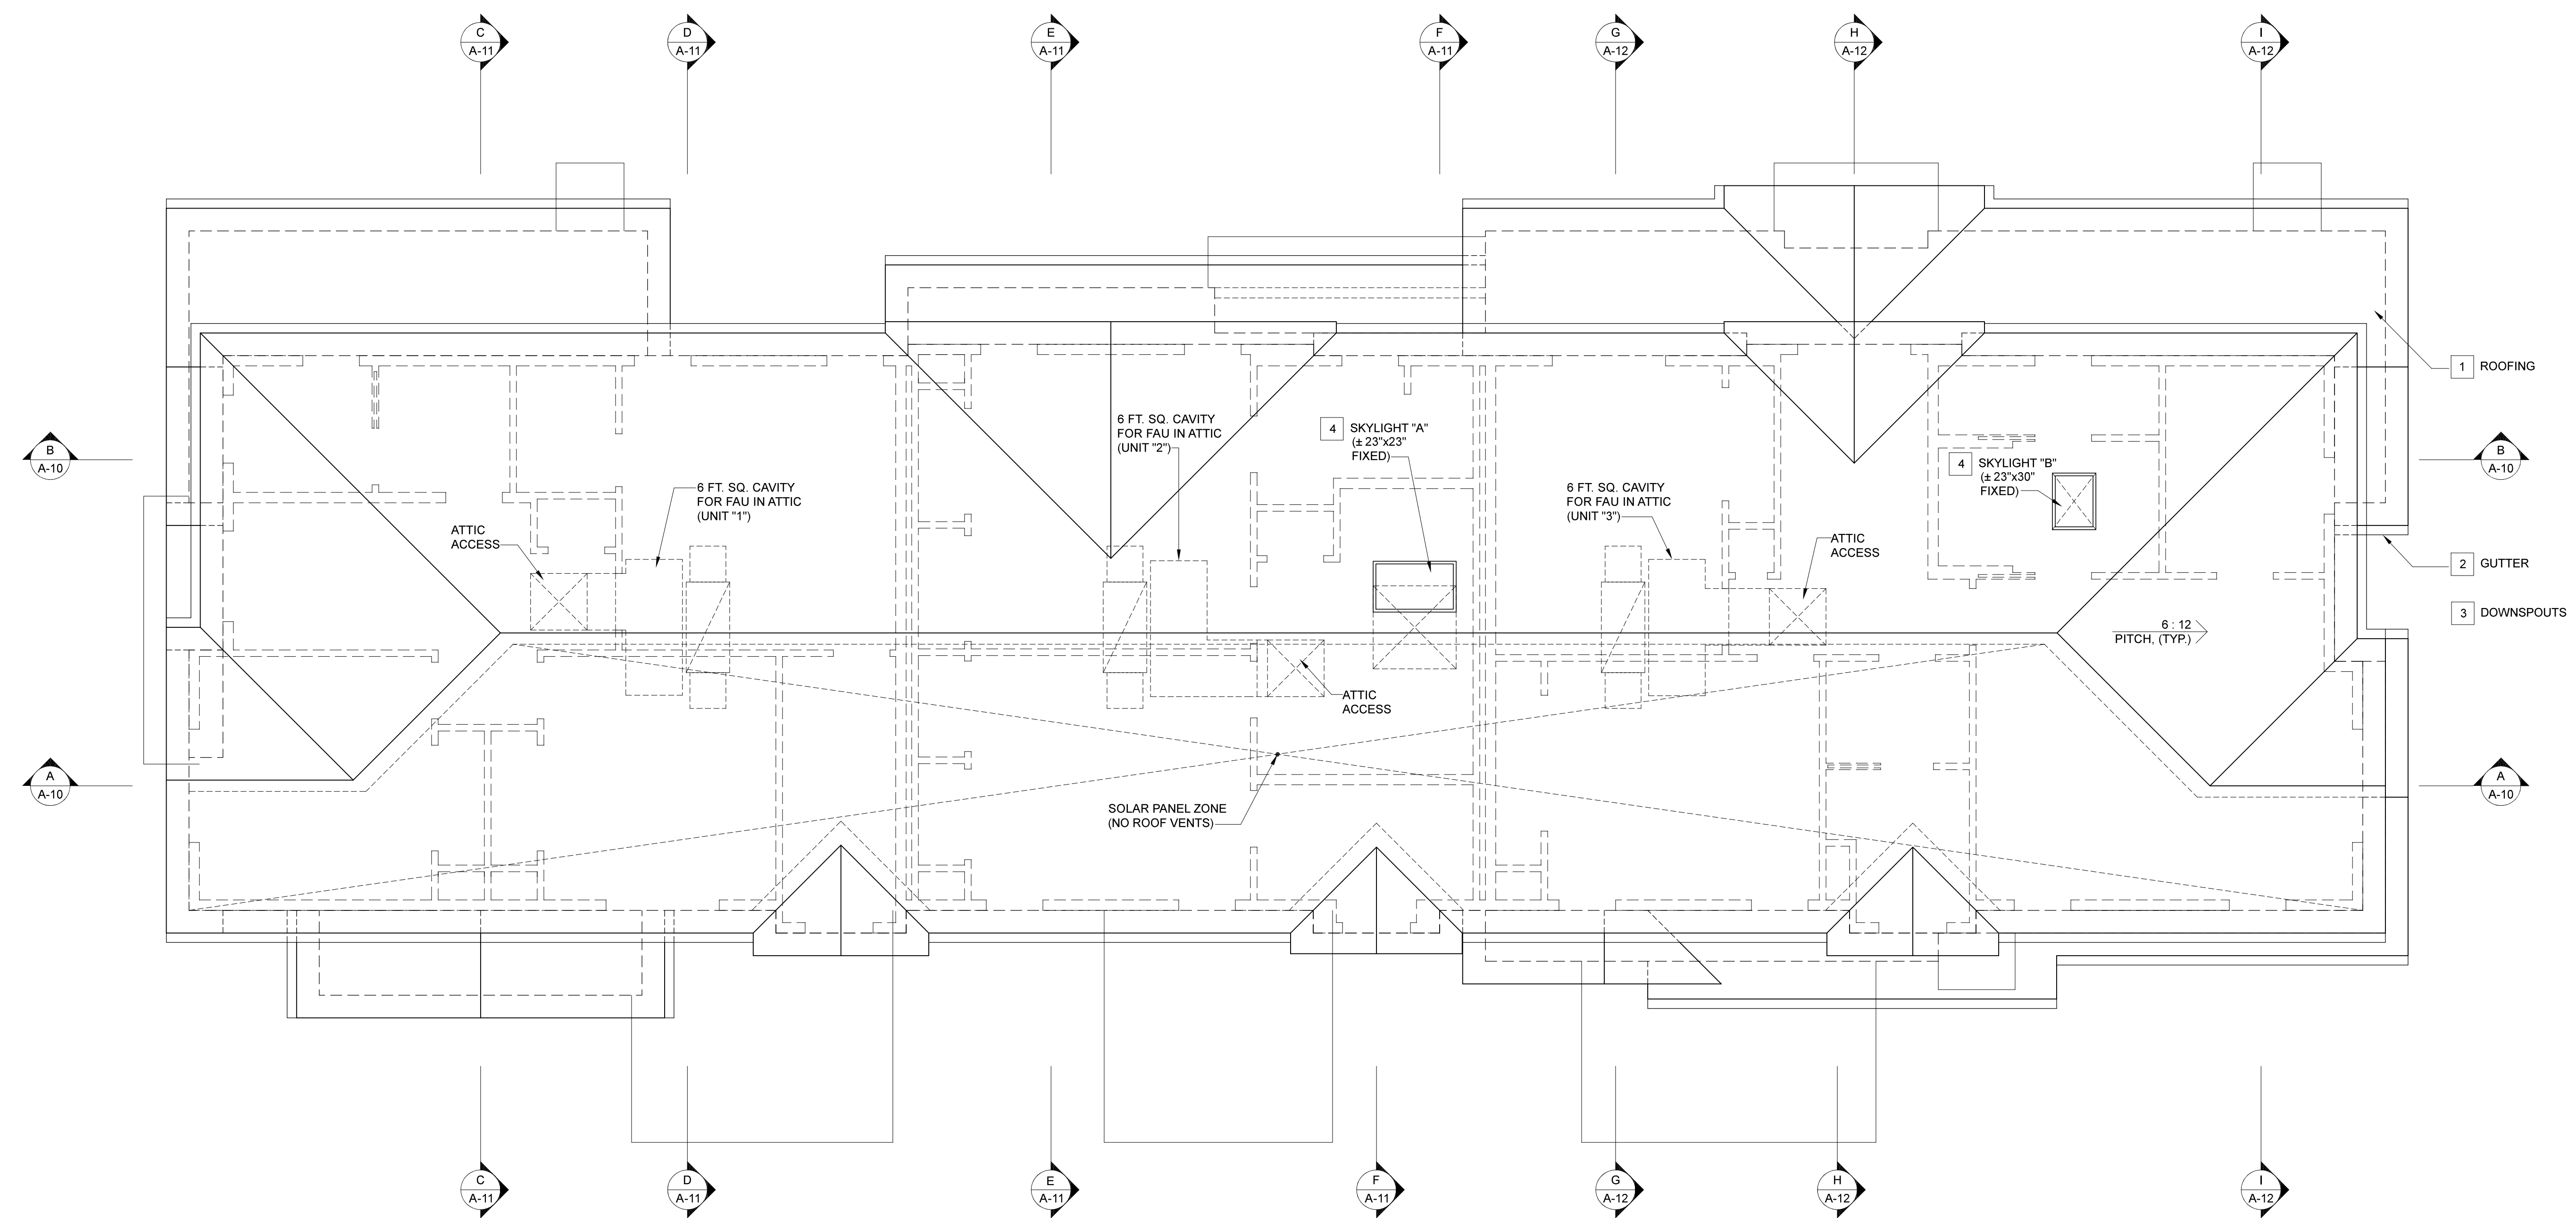 C
A-11
D
A-11
E
A-11
F
A-11
G
A-12
H
A-12
I
A-12
1 ROOFING
B
A-10
6 FT. SQ. CAVITY
FOR FAU IN ATTIC
(UNIT "2")
4 SKYLIGHT "A"
(± 23"x23"
FIXED)
B
A-10
4 SKYLIGHT "B"
(± 23"x30"
FIXED)
6 FT. SQ. CAVITY
FOR FAU IN ATTIC
(UNIT "1")
6 FT. SQ. CAVITY
FOR FAU IN ATTIC
(UNIT "3")
ATTIC
ACCESS
ATTIC
ACCESS
2 GUTTER
3 DOWNSPOUTS
6 : 12
PITCH, (TYP.)
ATTIC
ACCESS
A
A-10
A
A-10
SOLAR PANEL ZONE
(NO ROOF VENTS)
C
A-11
D
A-11
E
A-11
F
A-11
G
A-12
H
A-12
I
A-12